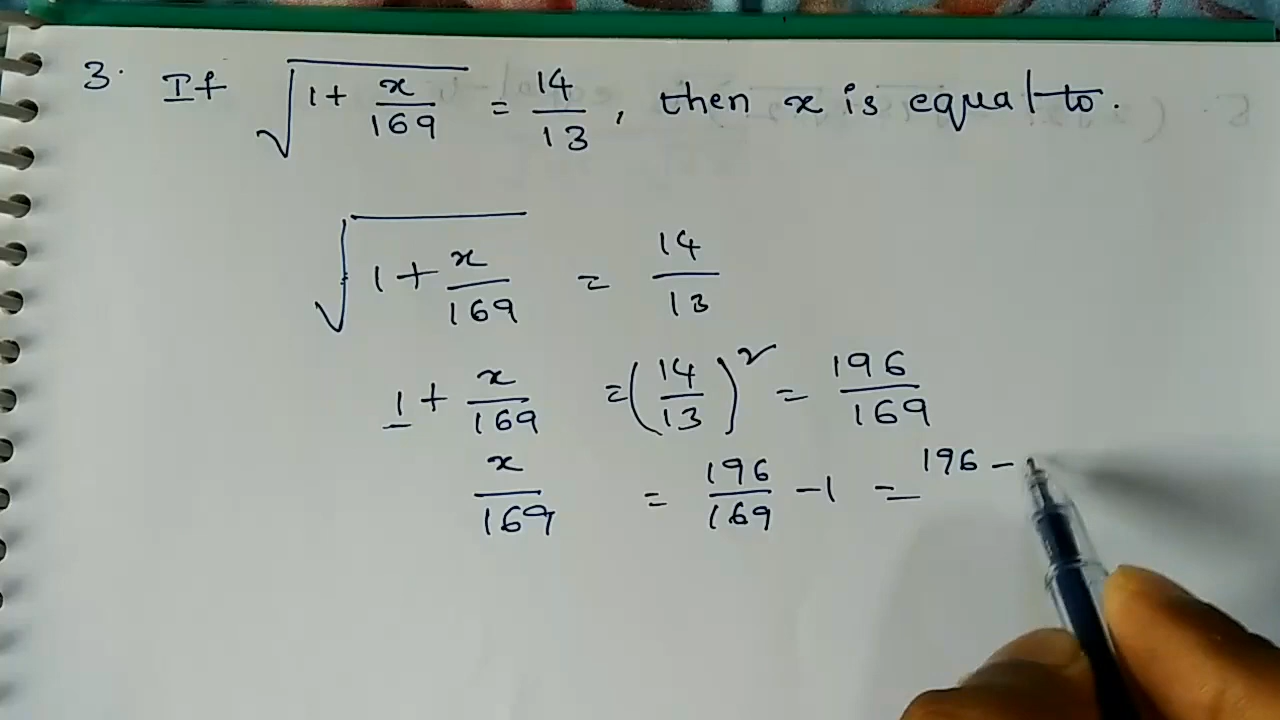 3. If √(1 + x/169) = 14/13, then x is equal to.
√(1 + x/169) = 14/13
1 + x/169 = (14/13)² = 196/169
x/169 = 196/169 - 1 = 196 -